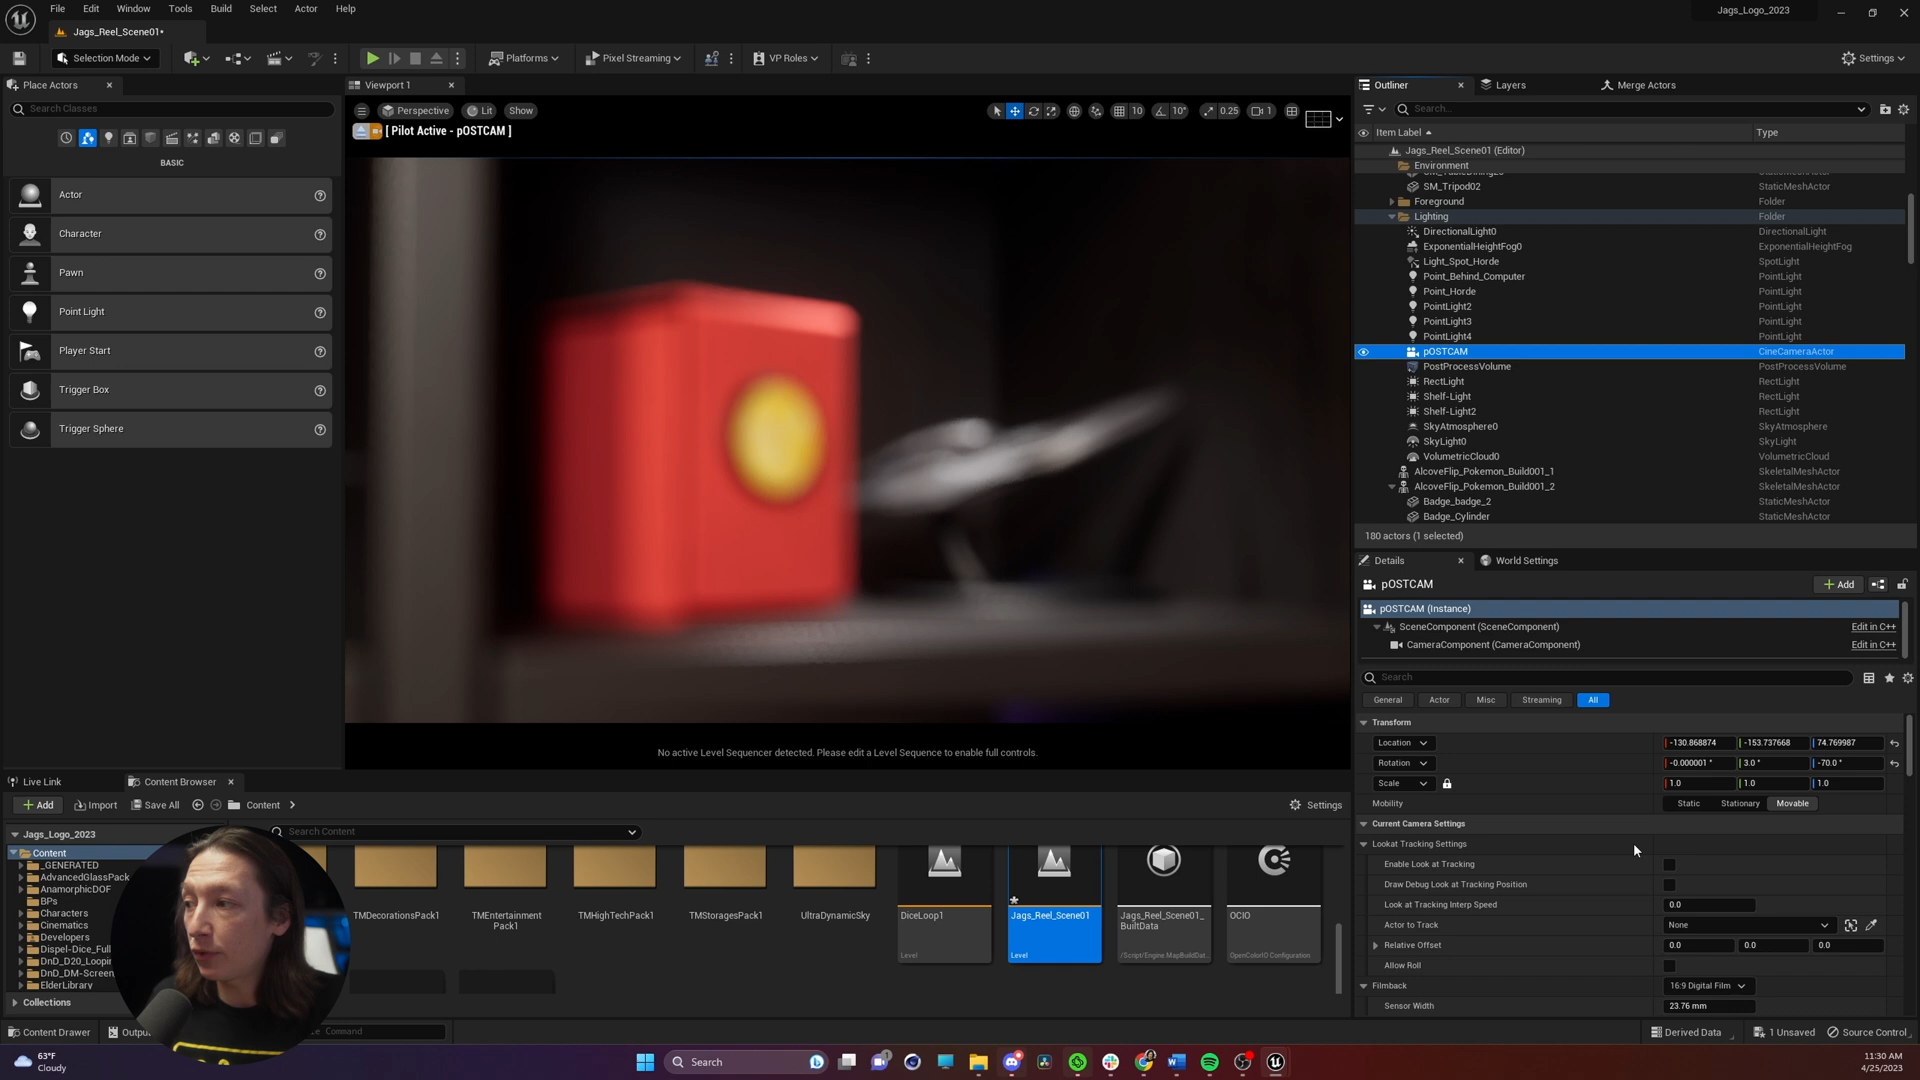 File Edit Window Tools Build Select Actor Help
Jags_Logo_2023
Jags_Reel_Scene01•
Selection Mode
Platforms
Pixel Streaming
VP Roles
Settings
Place Actors
Search Classes
BASIC
Actor
Character
Pawn
Point Light
Player Start
Trigger Box
Trigger Sphere
Viewport 1
Perspective Lit Show
10 10° 0.25 1
[ Pilot Active - pOSTCAM ]
No active Level Sequencer detected. Please edit a Level Sequence to enable full controls.
Outliner Layers Merge Actors
Search...
Item Label Type
Jags_Reel_Scene01 (Editor)
Environment
SM_Tripod02 StaticMeshActor
Foreground Folder
Lighting Folder
DirectionalLight0 DirectionalLight
ExponentialHeightFog0 ExponentialHeightFog
Light_Spot_Horde SpotLight
Point_Behind_Computer PointLight
Point_Horde PointLight
PointLight2 PointLight
PointLight3 PointLight
PointLight4 PointLight
pOSTCAM CineCameraActor
PostProcessVolume PostProcessVolume
RectLight RectLight
Shelf-Light RectLight
Shelf-Light2 RectLight
SkyAtmosphere0 SkyAtmosphere
SkyLight0 SkyLight
VolumetricCloud0 VolumetricCloud
AlcoveFlip_Pokemon_Build001_1 SkeletalMeshActor
AlcoveFlip_Pokemon_Build001_2 SkeletalMeshActor
Badge_badge_2 StaticMeshActor
Badge_Cylinder StaticMeshActor
180 actors (1 selected)
Details World Settings
pOSTCAM
Add
pOSTCAM (Instance)
SceneComponent (SceneComponent) Edit in C++
CameraComponent (CameraComponent) Edit in C++
Search
General Actor Misc Streaming All
Transform
Location -130.868874 -153.737668 74.769987
Rotation -0.000001 ° 3.0 ° -70.0 °
Scale 1.0 1.0 1.0
Mobility Static Stationary Movable
Current Camera Settings
Lookat Tracking Settings
Enable Look at Tracking
Draw Debug Look at Tracking Position
Look at Tracking Interp Speed 0.0
Actor to Track None
Relative Offset 0.0 0.0 0.0
Allow Roll
Filmback 16:9 Digital Film
Sensor Width 23.76 mm
Live Link Content Browser
Add Import Save All Content
Settings
Jags_Logo_2023
Search Content
Content
_GENERATED
AdvancedGlassPack
AnamorphicDOF
BPs
Characters
Cinematics
Developers
Dispel-Dice_Full
DnD_D20_Loopin
DnD_DM-Screen
ElderLibrary
Collections
TMDecorationsPack1
TMEntertainment
Pack1
TMHighTechPack1
TMStoragesPack1
UltraDynamicSky
DiceLoop1
Level
Jags_Reel_Scene01
Level
Jags_Reel_Scene01_
BuiltData
/Script/Engine.MapBuildDat...
OCIO
OpenColorIO Configuration
Content Drawer
Command
Derived Data
1 Unsaved
Source Control
63°F
Cloudy
Search
11:30 AM
4/25/2023